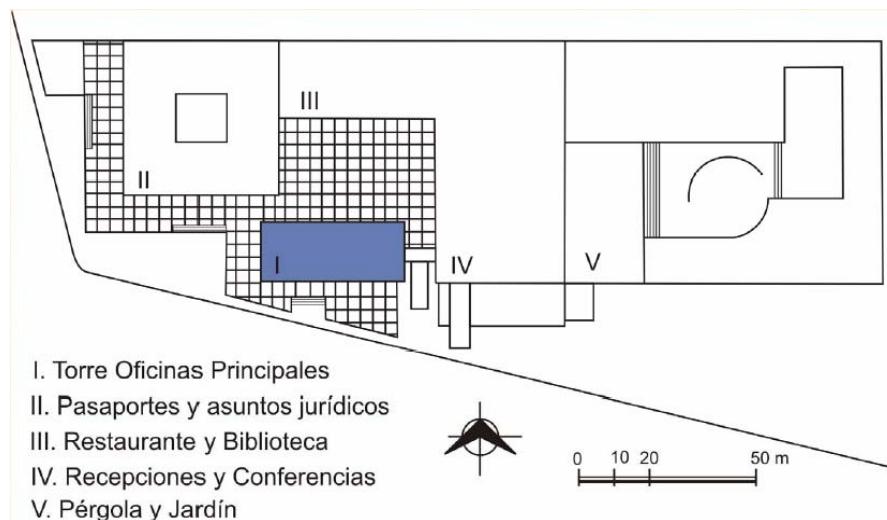 III
II
I
IV
V
I. Torre Oficinas Principales
II. Pasaportes y asuntos jurídicos
III. Restaurante y Biblioteca
IV. Recepciones y Conferencias
V. Pérgola y Jardín
0 10 20 50 m